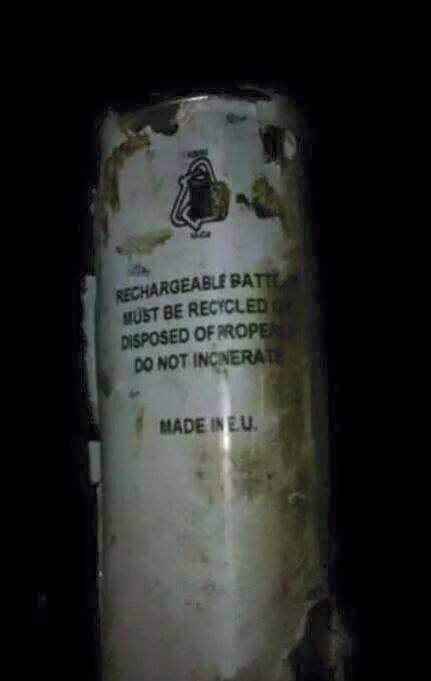 RECHARGEABLE
MUST BE RECYCLED
DISPOSED OF
DO NOT INCINERATE
MADE IN E.U.